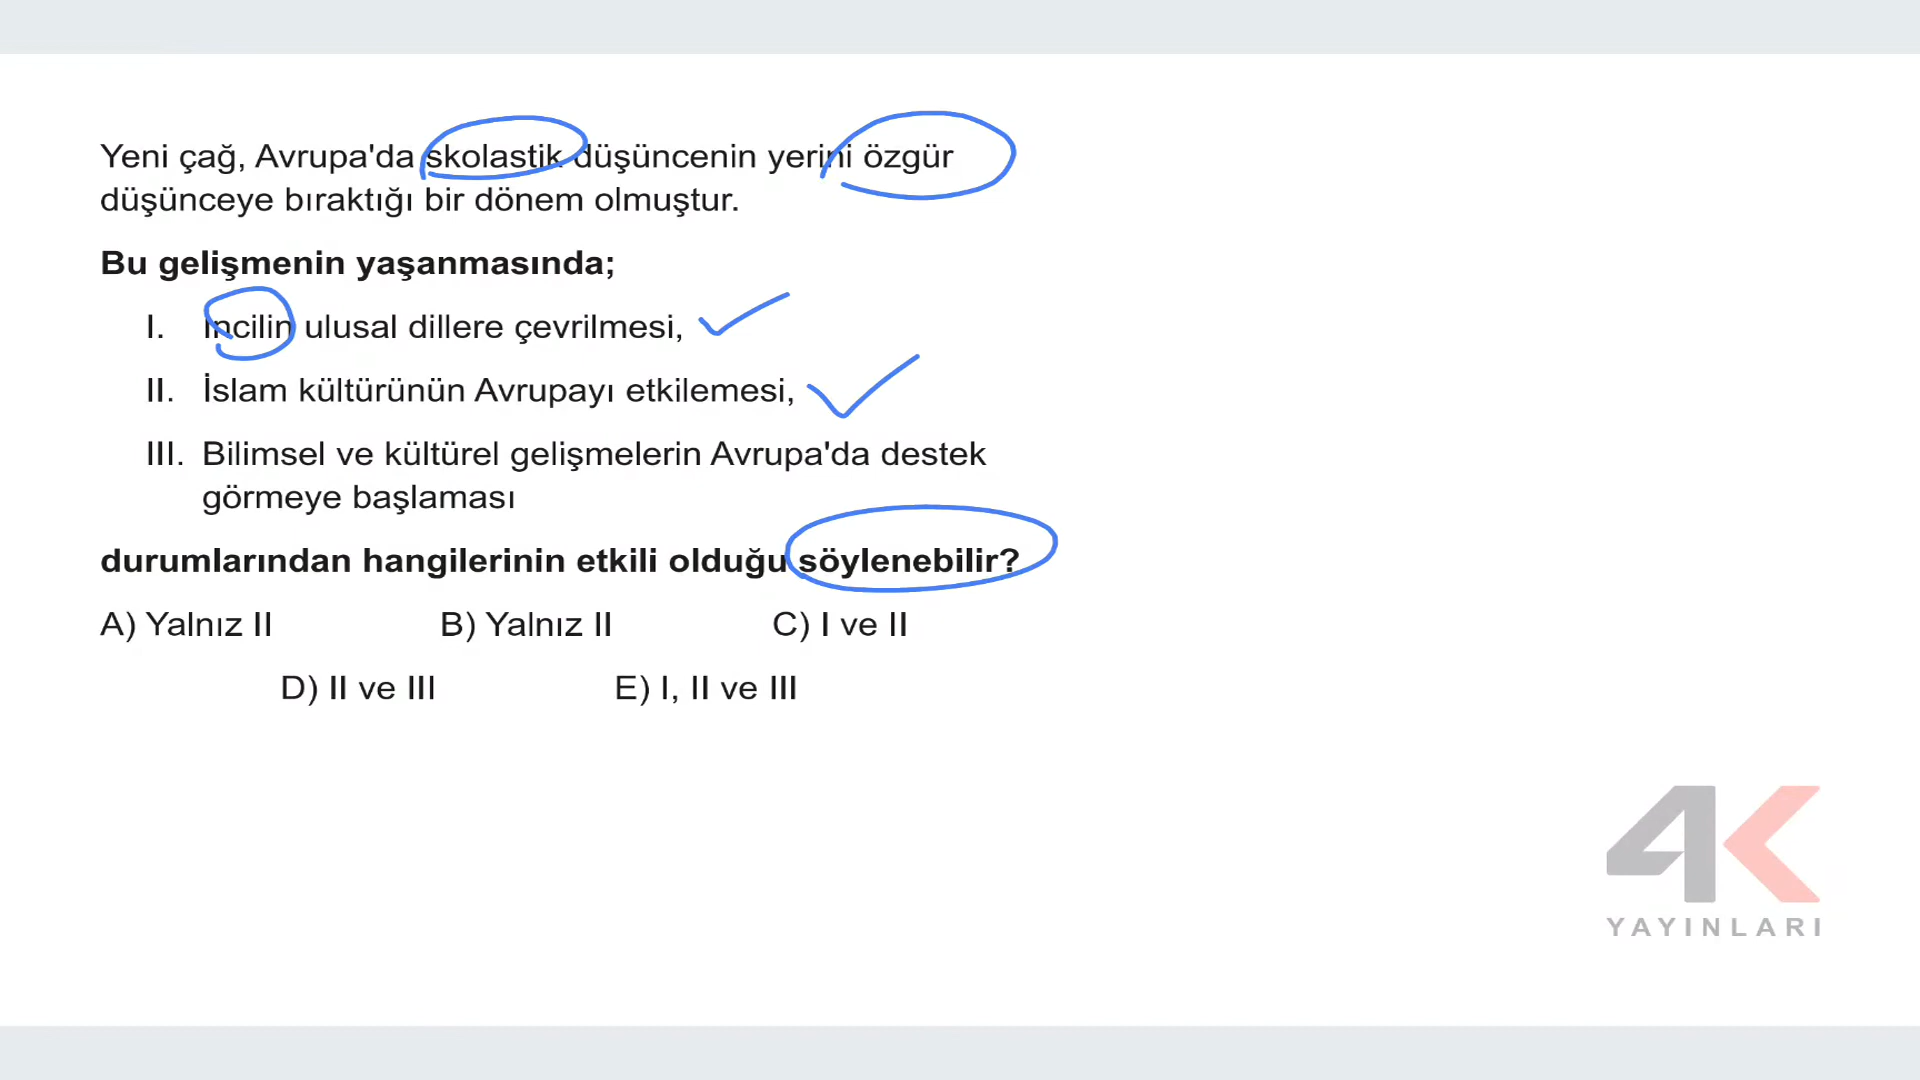 Yeni çağ, Avrupa'da skolastik düşüncenin yerini özgür
düşünceye bıraktığı bir dönem olmuştur.
Bu gelişmenin yaşanmasında;
I. İncilin ulusal dillere çevrilmesi,
II. İslam kültürünün Avrupayı etkilemesi,
III. Bilimsel ve kültürel gelişmelerin Avrupa'da destek
görmeye başlaması
durumlarından hangilerinin etkili olduğu söylenebilir?
A) Yalnız II B) Yalnız II C) I ve II
D) II ve III E) I, II ve III
4K
YAYINLARI